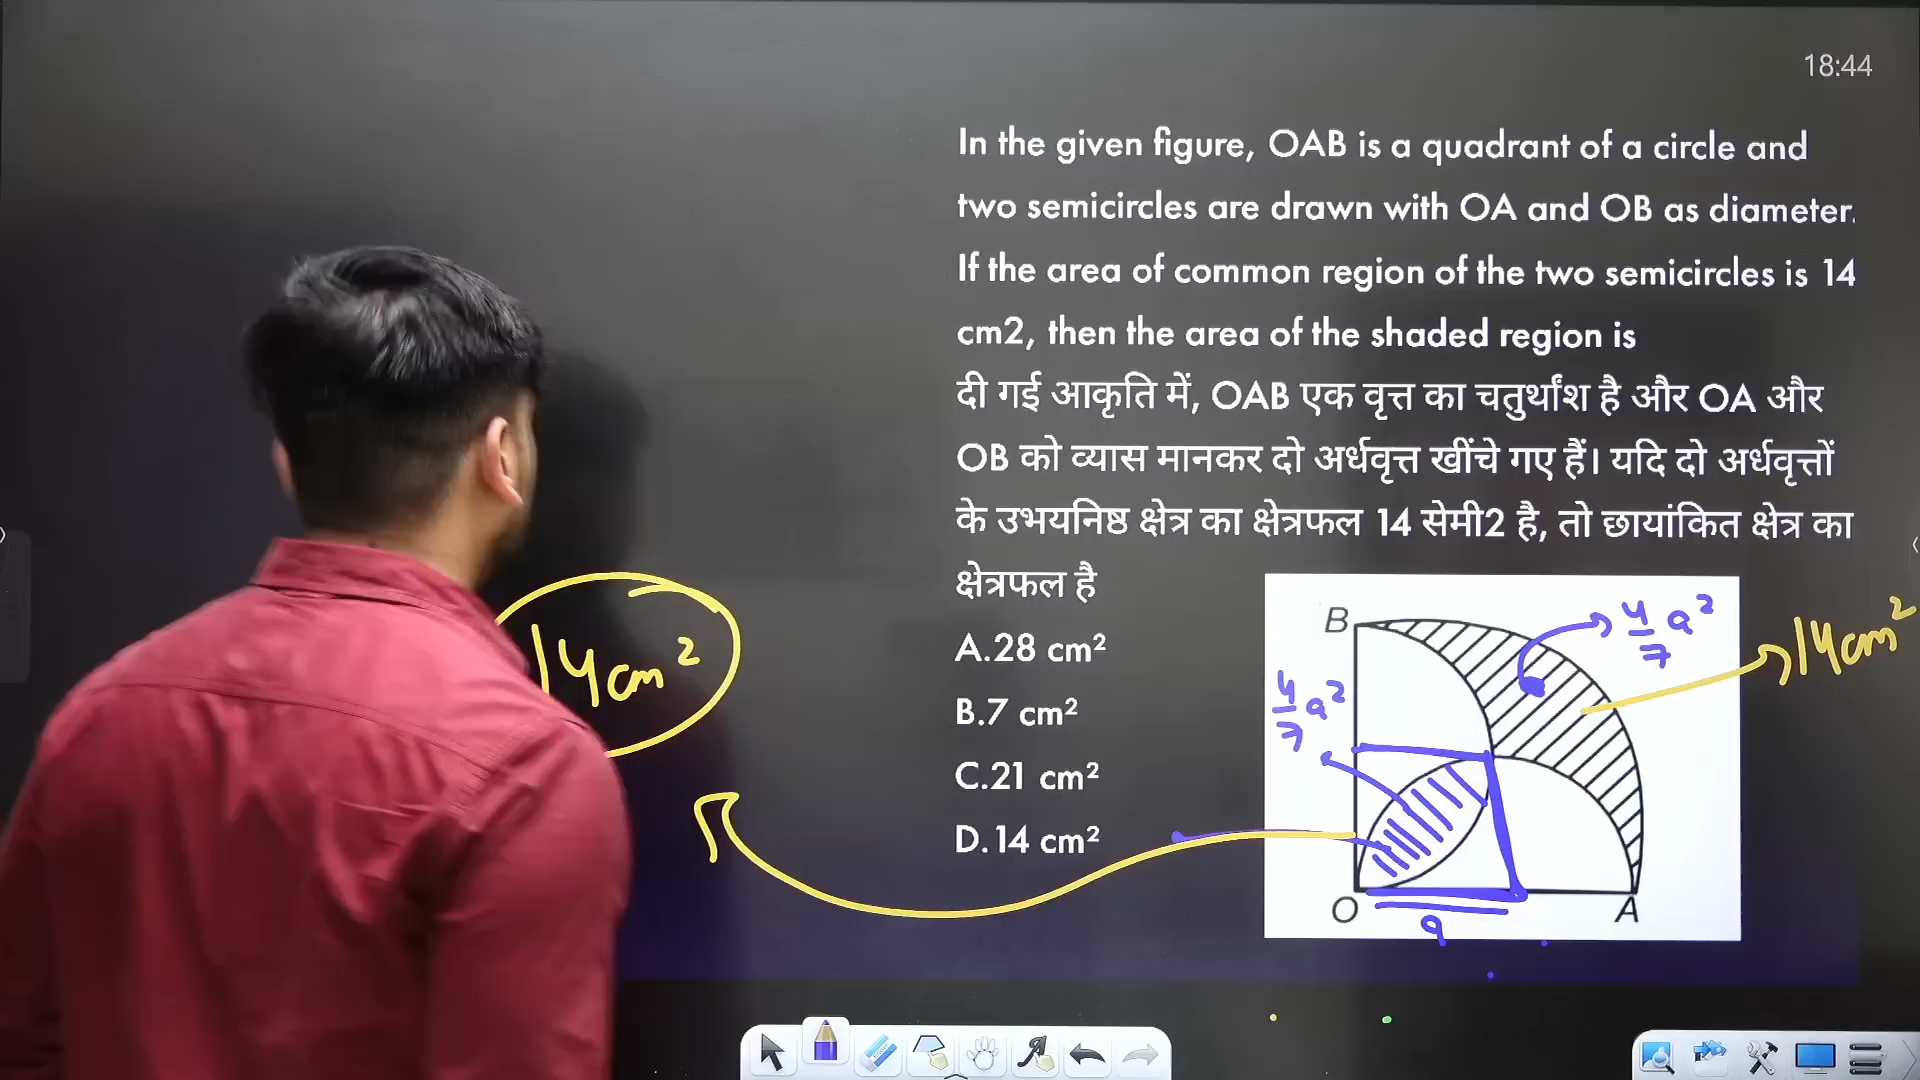 18:44
In the given figure, OAB is a quadrant of a circle and
two semicircles are drawn with OA and OB as diameter.
If the area of common region of the two semicircles is 14
cm2, then the area of the shaded region is
दी गई आकृति में, OAB एक वृत्त का चतुर्थांश है और OA और
OB को व्यास मानकर दो अर्धवृत्त खींचे गए हैं। यदि दो अर्धवृत्तों
के उभयनिष्ठ क्षेत्र का क्षेत्रफल 14 सेमी2 है, तो छायांकित क्षेत्र का
क्षेत्रफल है
A.28 cm²
B.7 cm²
C.21 cm²
D.14 cm²
14cm²
B
4/7 a²
14cm²
4/7 a²
O
A
a